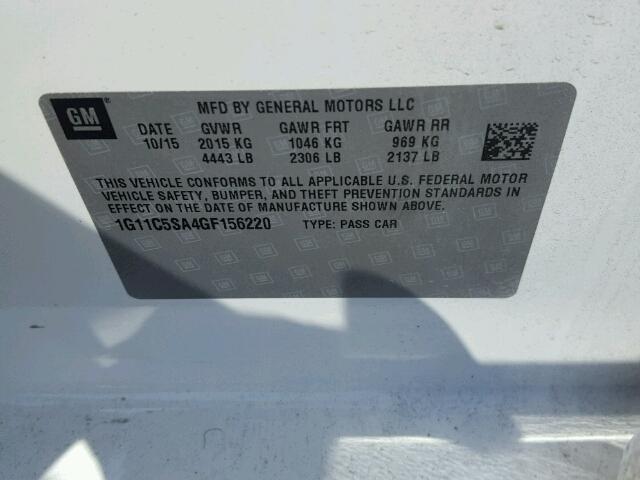 GM® MFD BY GENERAL MOTORS LLC
DATE GVWR GAWR FRT GAWR RR
10/15 2015 KG 1046 KG 969 KG
4443 LB 2306 LB 2137 LB
THIS VEHICLE CONFORMS TO ALL APPLICABLE U.S. FEDERAL MOTOR
VEHICLE SAFETY, BUMPER, AND THEFT PREVENTION STANDARDS IN
EFFECT ON THE DATE OF MANUFACTURE SHOWN ABOVE.
1G11C5SA4GF156220 TYPE: PASS CAR